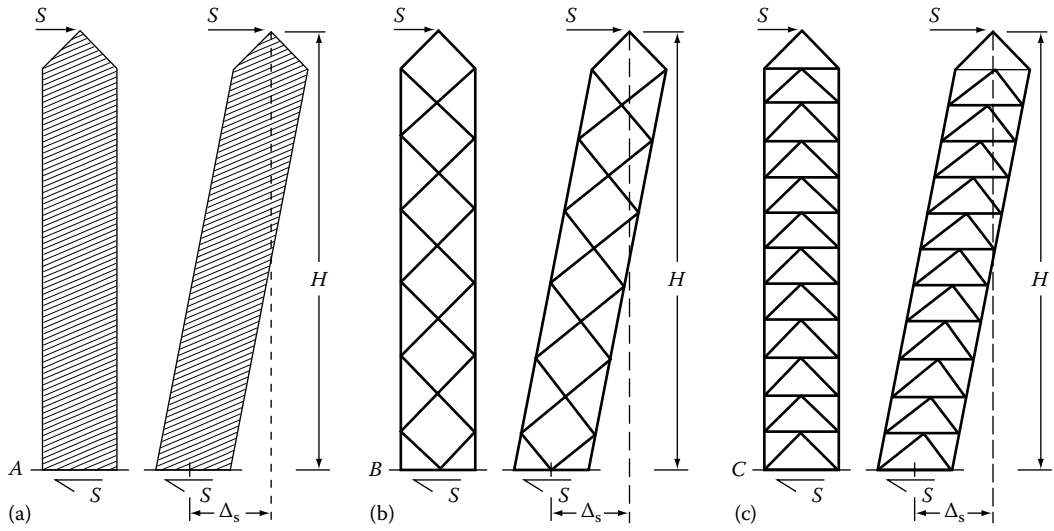 S S S S S S
H H H
A B C
S S S S S S
(a) Δs (b) Δs (c) Δs